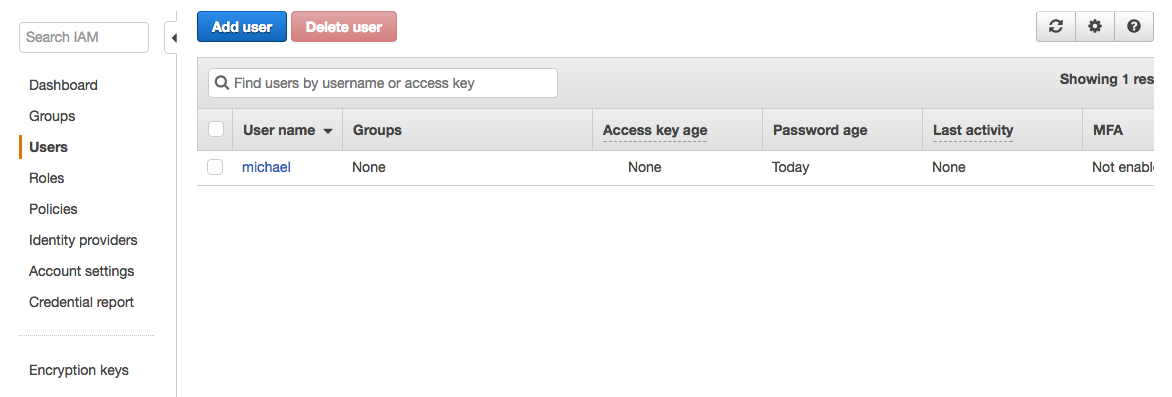 Search IAM
Dashboard
Groups
Users
Roles
Policies
Identity providers
Account settings
Credential report
Encryption keys
Add user Delete user
Find users by username or access key
Showing 1 res
User name Groups Access key age Password age Last activity MFA
michael None None Today None Not enabl